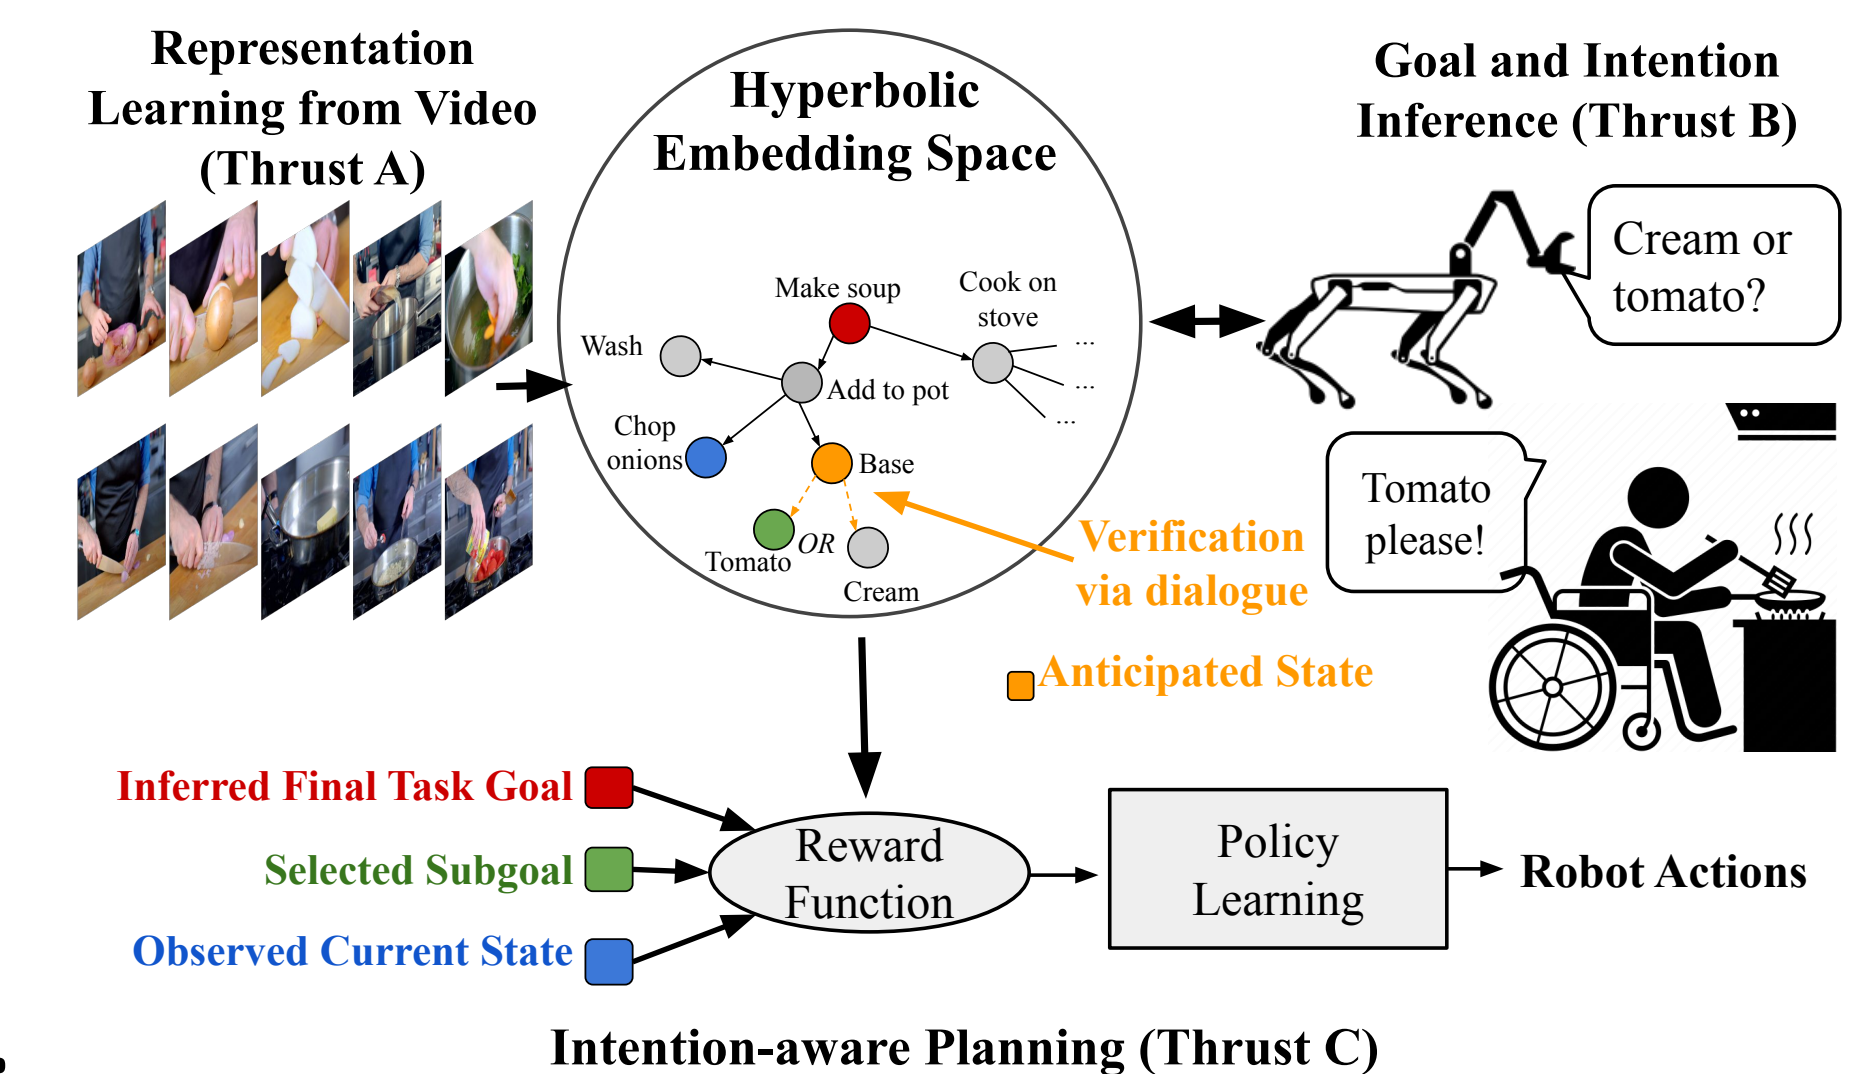 Representation
Learning from Video
(Thrust A)
Hyperbolic
Embedding Space
Goal and Intention
Inference (Thrust B)
Cream or
tomato?
Make soup
Cook on
stove
Wash
...
Add to pot
...
Chop
onions
...
Base
Tomato
please!
Tomato
OR
Cream
Verification
via dialogue
Anticipated State
Inferred Final Task Goal
Selected Subgoal
Observed Current State
Reward
Function
Policy
Learning
Robot Actions
Intention-aware Planning (Thrust C)